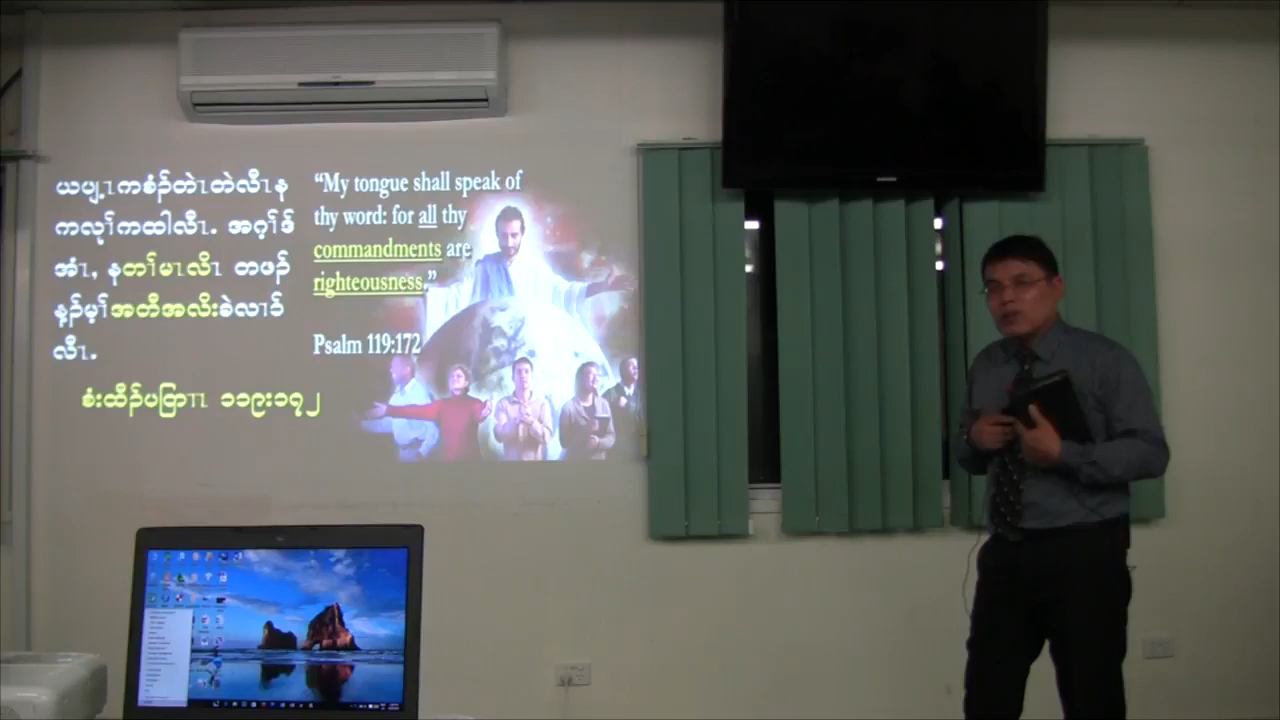 ယပျ့ၤကစံၣ်တဲၤတဲလီၤန
ကလုၢ်ကထါလီၤ. အဂ့ၢ်ဒ်
အံၤ, နတၢ်မၤလိၤ တဖၣ်
န့ၣ်မ့ၢ်အတီအလိးခဲလၢာ်
လီၤ.
စံးထီၣ်ပတြၢၤ ၁၁၉း၁၇၂
“My tongue shall speak of
thy word: for all thy
commandments are
righteousness.”
Psalm 119:172